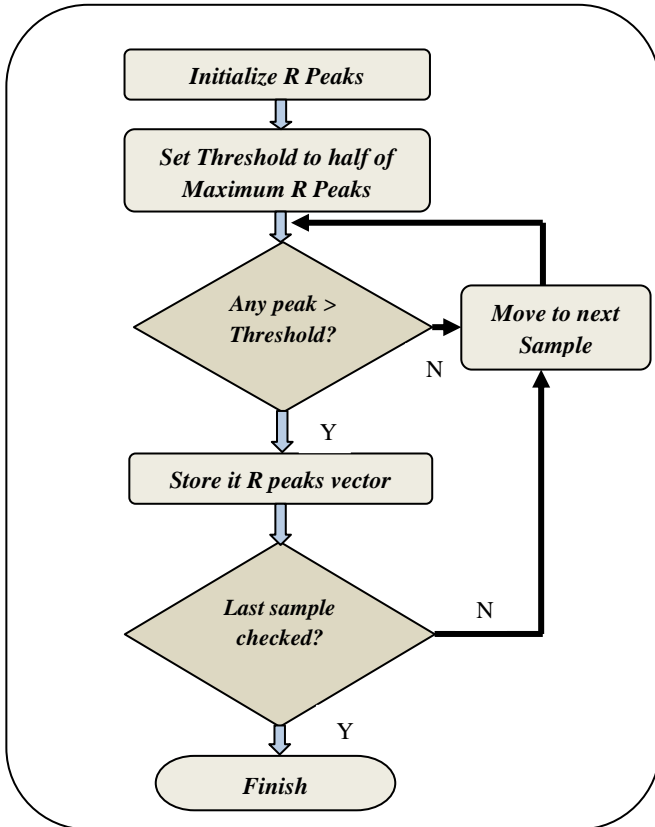 Initialize R Peaks
Set Threshold to half of
Maximum R Peaks
Any peak >
Threshold?
Move to next
Sample
N
Y
Store it R peaks vector
Last sample
checked?
N
Y
Finish